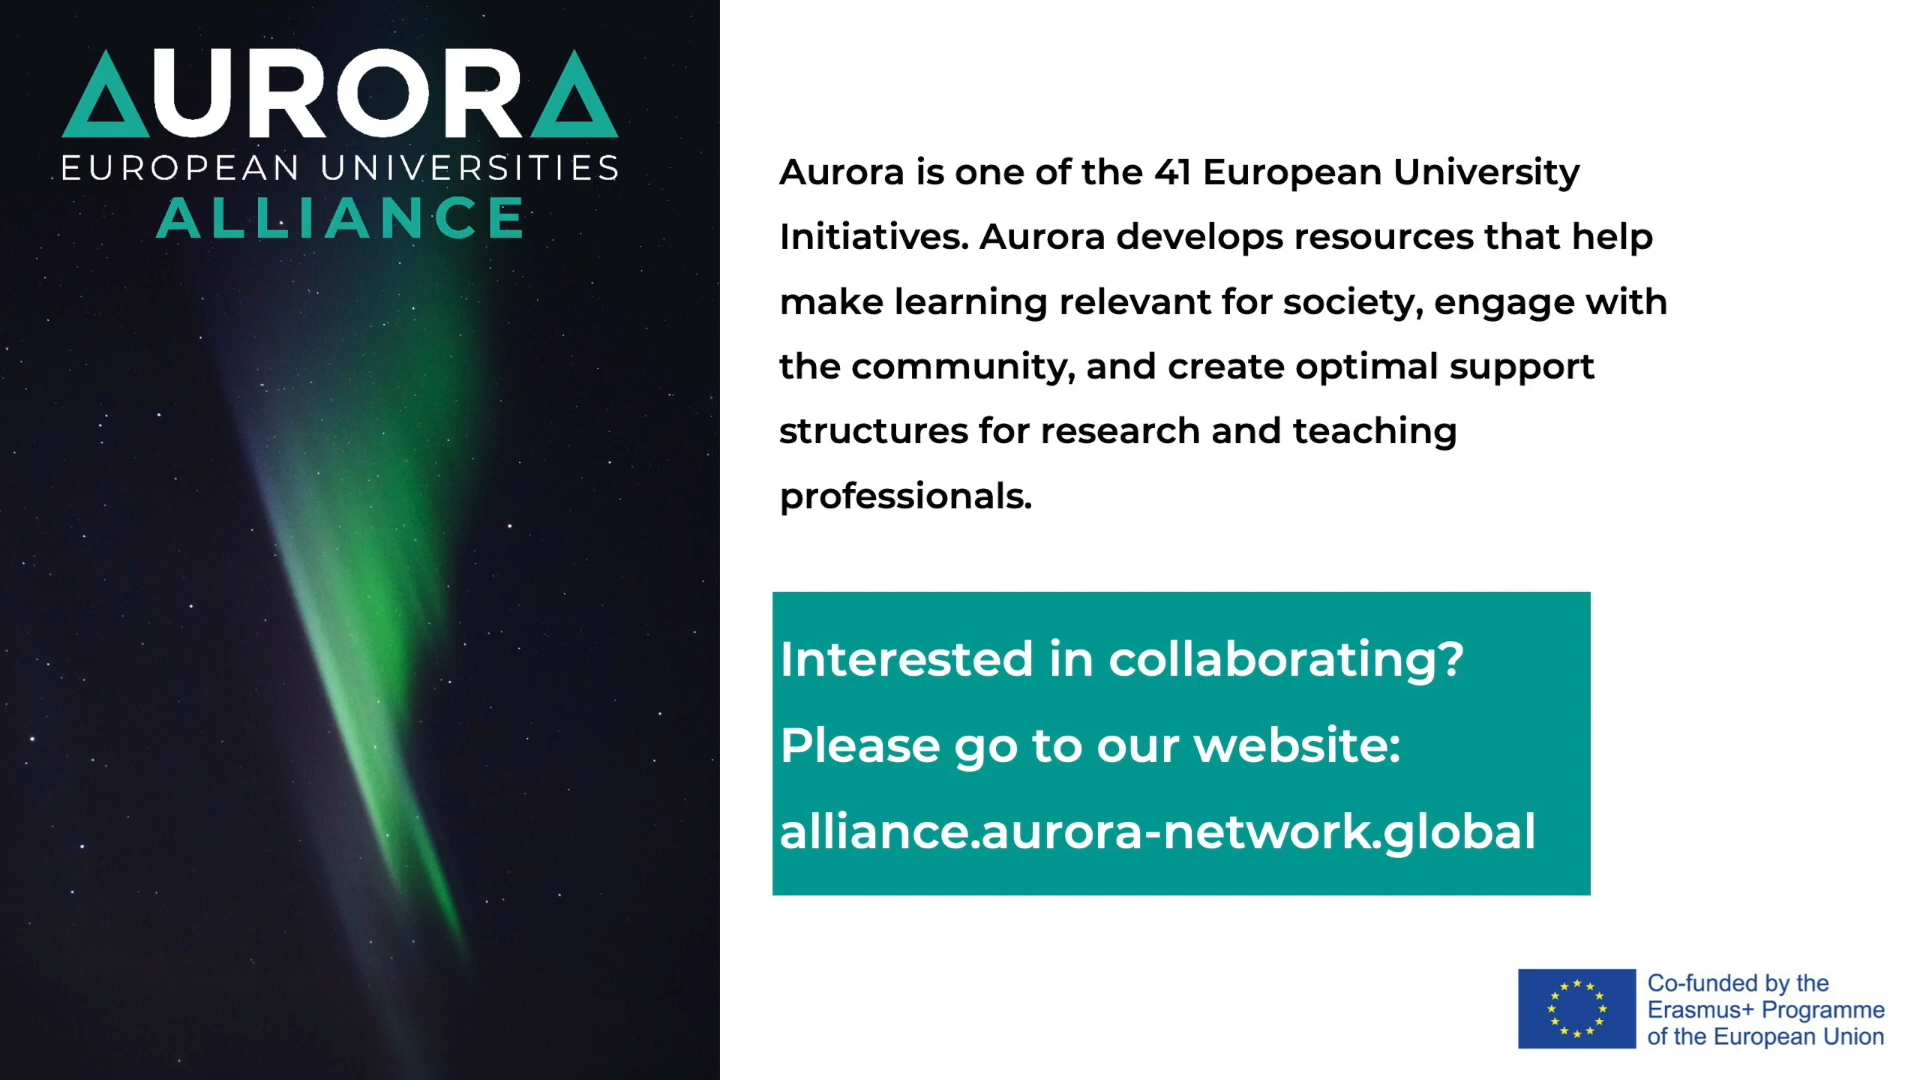 AURORA
EUROPEAN UNIVERSITIES
ALLIANCE
Aurora is one of the 41 European University
Initiatives. Aurora develops resources that help
make learning relevant for society, engage with
the community, and create optimal support
structures for research and teaching
professionals.
Interested in collaborating?
Please go to our website:
alliance.aurora-network.global
Co-funded by the
Erasmus+ Programme
of the European Union